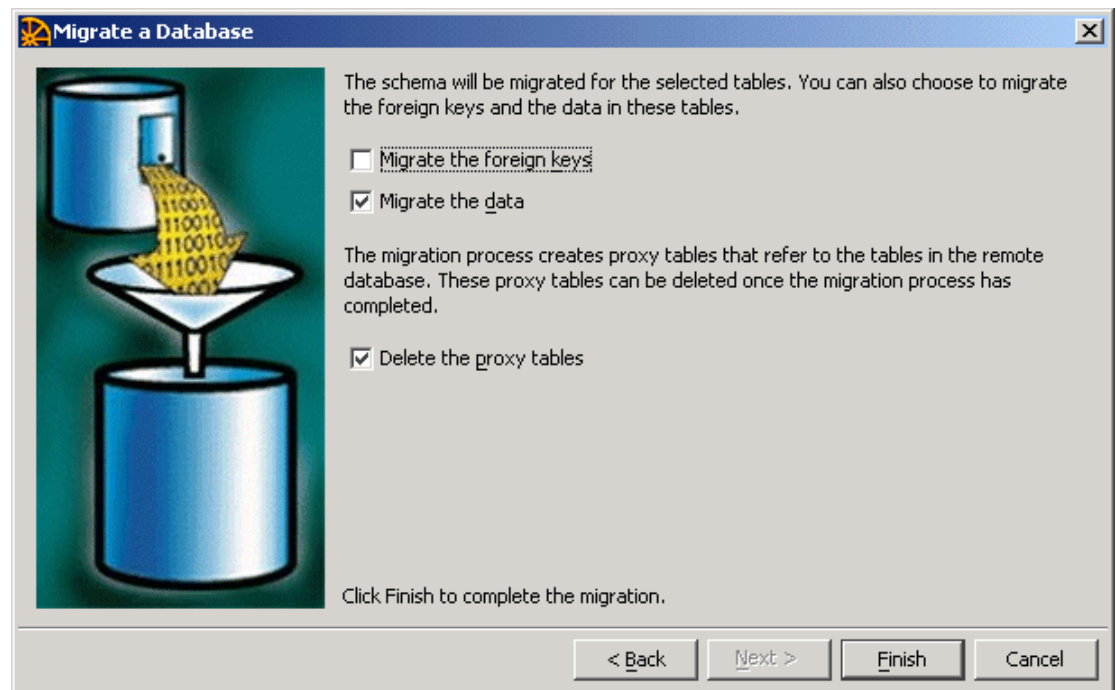 Migrate a Database
The schema will be migrated for the selected tables. You can also choose to migrate
the foreign keys and the data in these tables.
Migrate the foreign keys
Migrate the data
The migration process creates proxy tables that refer to the tables in the remote
database. These proxy tables can be deleted once the migration process has
completed.
Delete the proxy tables
Click Finish to complete the migration.
< Back Next > Finish Cancel